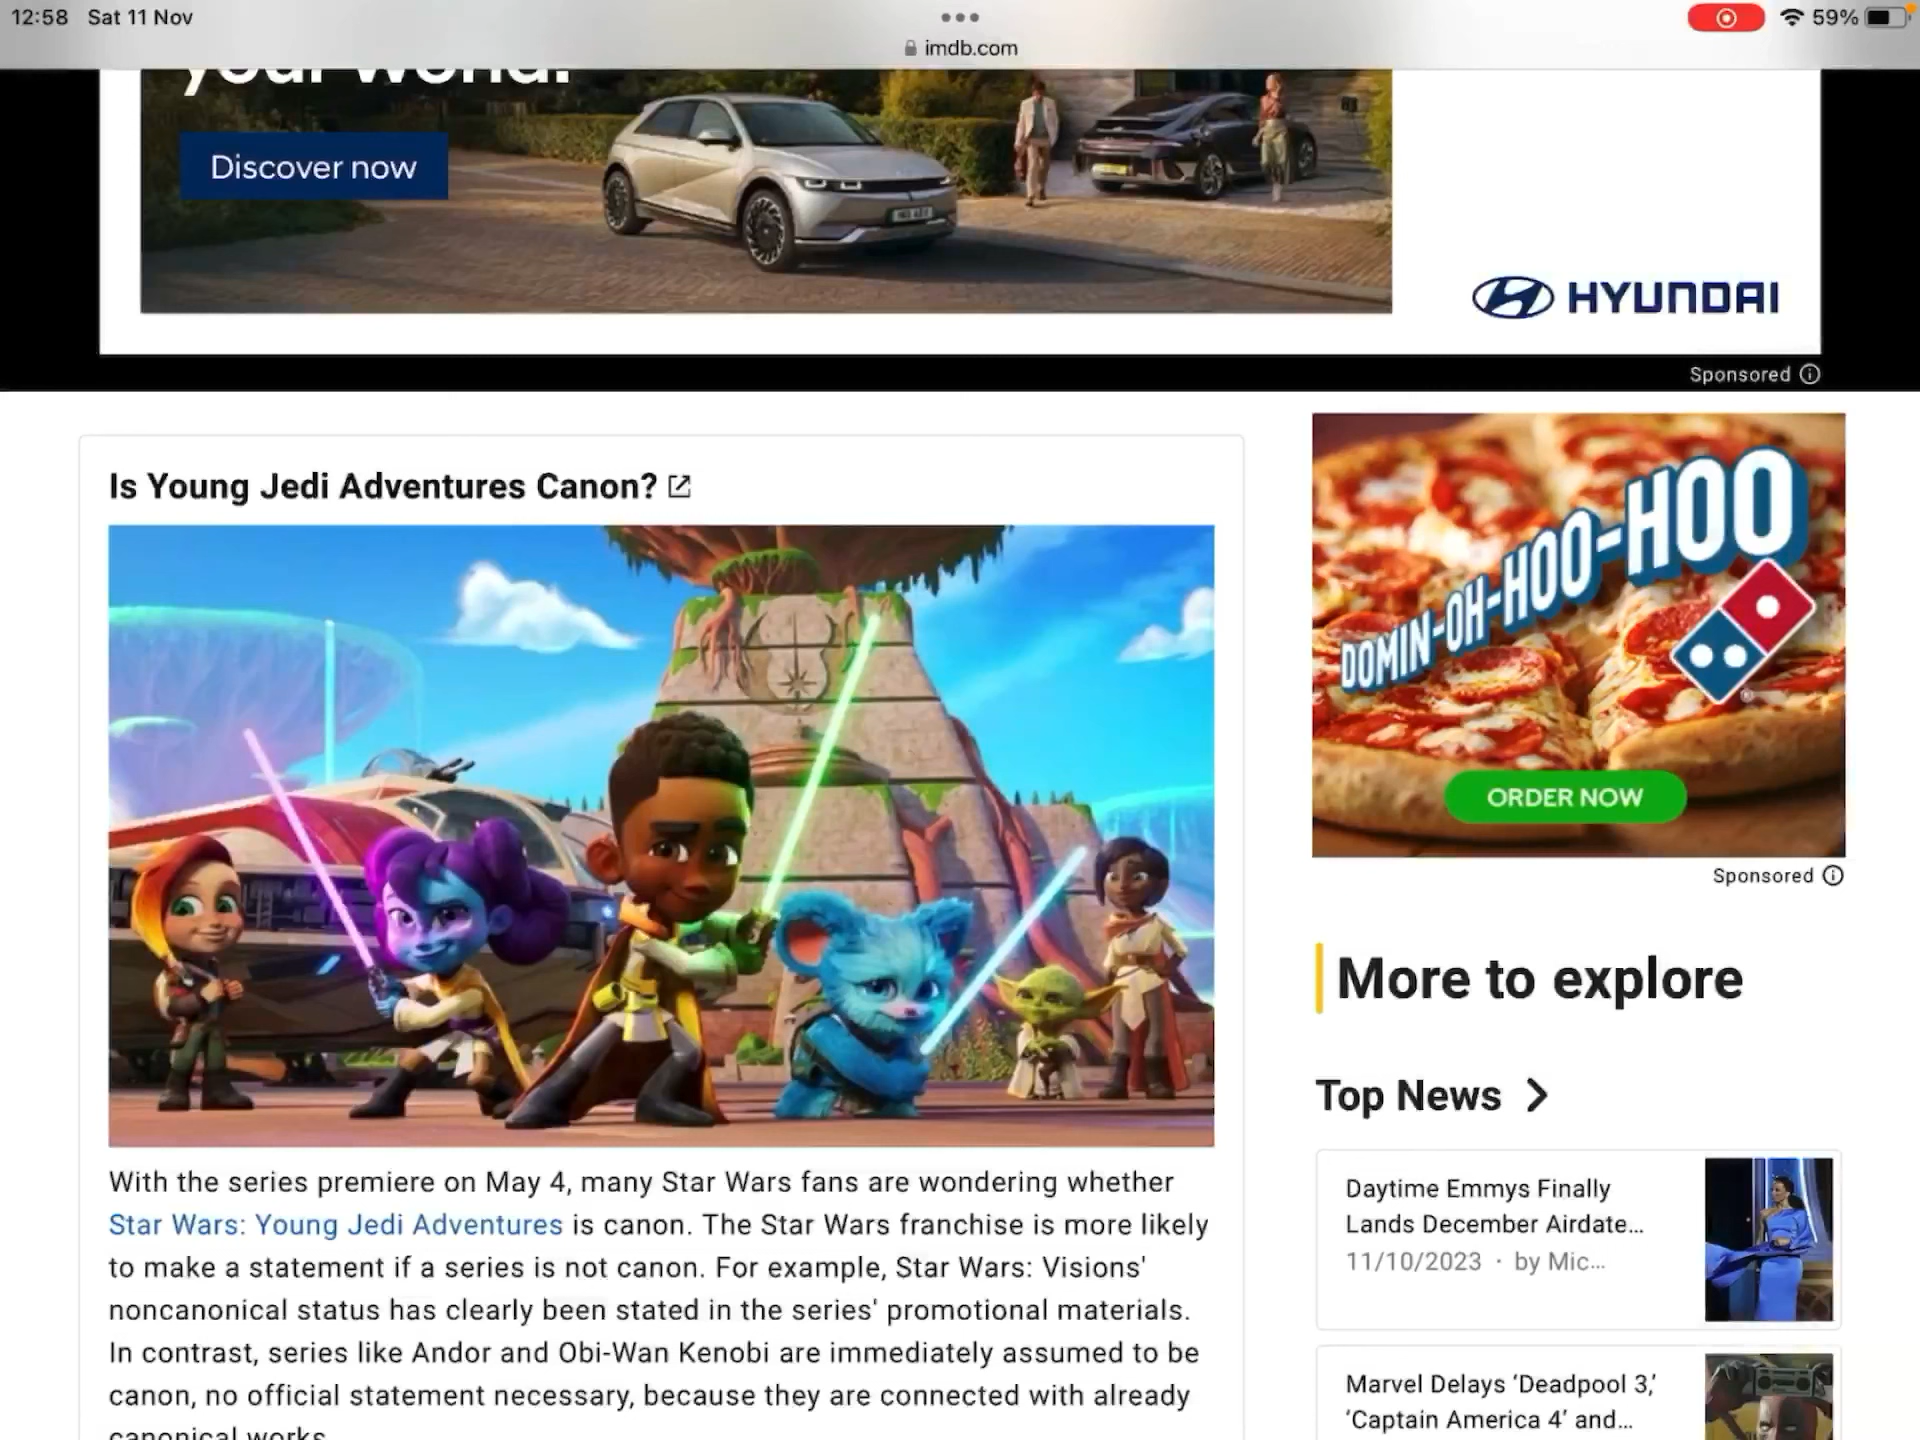 12:58 Sat 11 Nov
59%
imdb.com
your world.
Discover now
HYUNDAI
Sponsored
Is Young Jedi Adventures Canon?
With the series premiere on May 4, many Star Wars fans are wondering whether
Star Wars: Young Jedi Adventures is canon. The Star Wars franchise is more likely
to make a statement if a series is not canon. For example, Star Wars: Visions'
noncanonical status has clearly been stated in the series' promotional materials.
In contrast, series like Andor and Obi-Wan Kenobi are immediately assumed to be
canon, no official statement necessary, because they are connected with already
canonical works.
DOMIN-OH-HOO-HOO
ORDER NOW
Sponsored
More to explore
Top News
Daytime Emmys Finally
Lands December Airdate…
11/10/2023 · by Mic…
Marvel Delays ‘Deadpool 3,’
‘Captain America 4’ and…